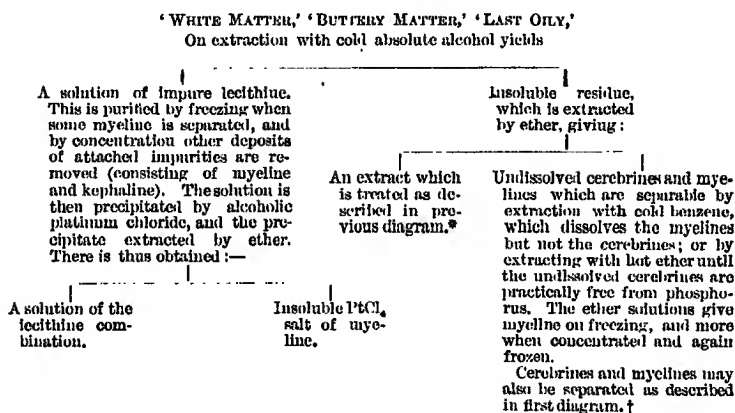 ‘WHITE MATTER,’ ‘BUTTERY MATTER,’ ‘LAST OILY,’
On extraction with cold absolute alcohol yields
A solution of impure lecithine.
This is purified by freezing when
some myeline is separated, and
by concentration other deposits
of attached impurities are re-
moved (consisting of myeline
and kephaline). The solution is
then precipitated by alcoholic
platinum chloride, and the pre-
cipitate extracted by ether.
There is thus obtained :—
A solution of the
lecithine com-
bination.
Insoluble PtCl₄
salt of mye-
line.
Insoluble residue,
which is extracted
by ether, giving :
An extract which
is treated as de-
scribed in pre-
vious diagram.*
Undissolved cerebrines and mye-
lines which are separable by
extraction with cold benzene,
which dissolves the myelines
but not the cerebrines; or by
extracting with hot ether until
the undissolved cerebrines are
practically free from phospho-
rus. The ether solutions give
myeline on freezing, and more
when concentrated and again
frozen.
Cerebrines and myelines may
also be separated as described
in first diagram.†